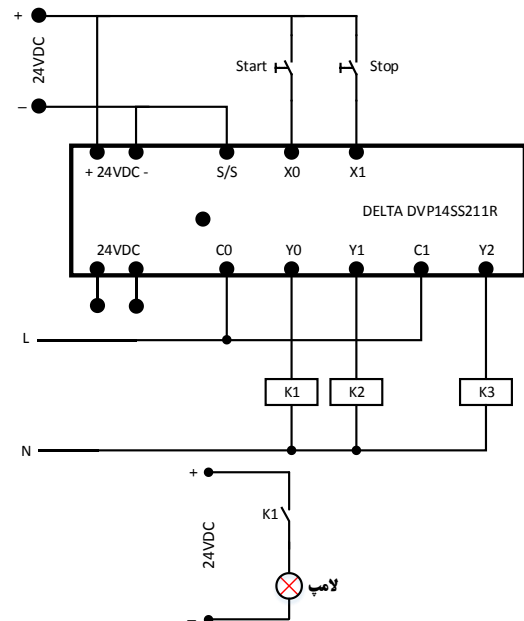 +
24VDC
Start
Stop
–
+ 24VDC -
S/S
X0
X1
DELTA DVP14SS211R
24VDC
C0
Y0
Y1
C1
Y2
L
K1
K2
K3
N
+
K1
24VDC
لامپ
–